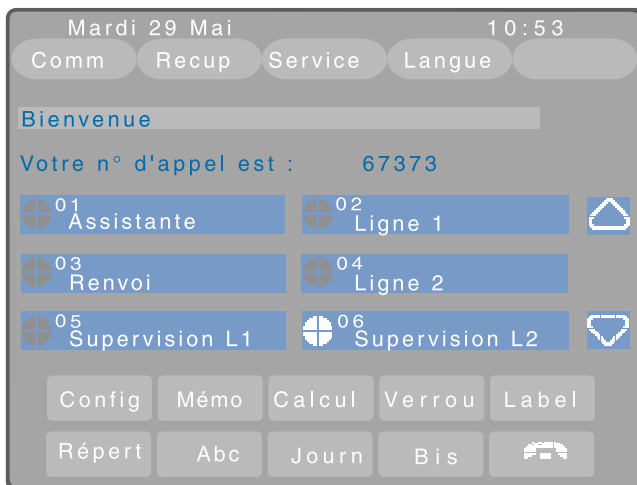 Mardi 29 Mai 10:53
Comm Recup Service Langue
Bienvenue
Votre n° d'appel est : 67373
01 Assistante 02 Ligne 1
03 Renvoi 04 Ligne 2
05 Supervision L1 06 Supervision L2
Config Mémo Calcul Verrou Label
Répert Abc Journ Bis